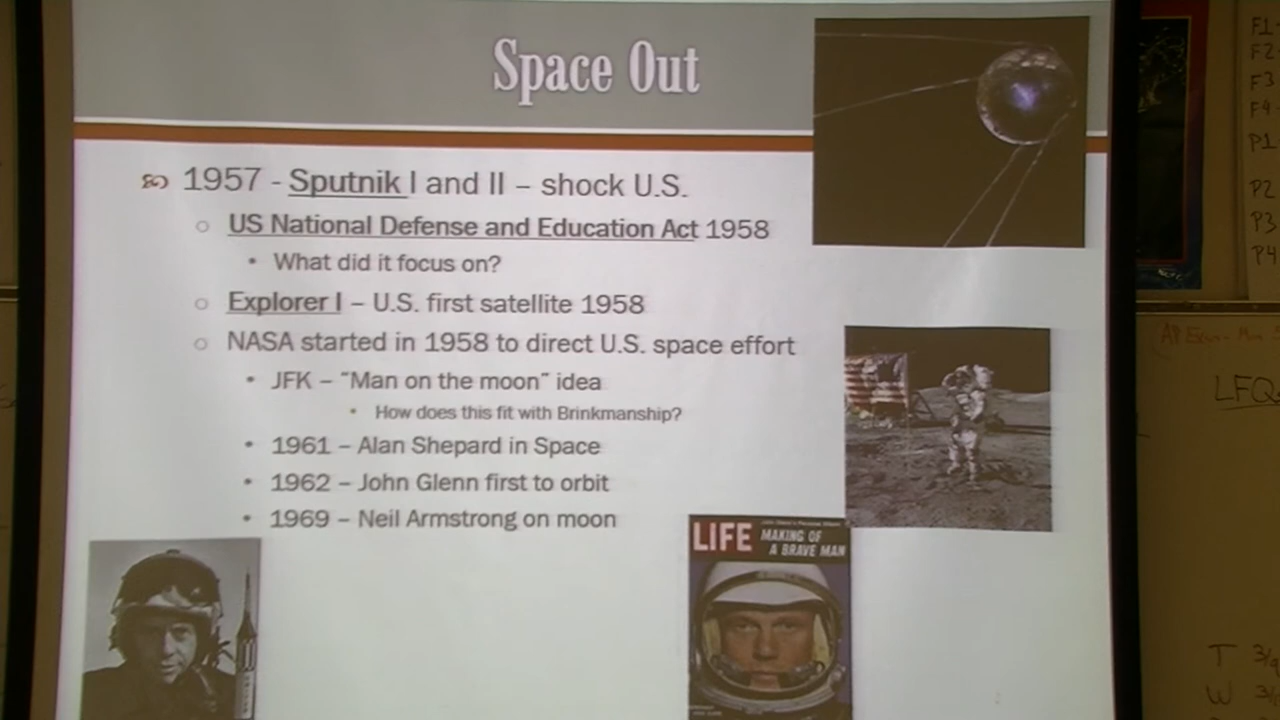 Space Out
1957 - Sputnik I and II – shock U.S.
US National Defense and Education Act 1958
What did it focus on?
Explorer I – U.S. first satellite 1958
NASA started in 1958 to direct U.S. space effort
JFK – “Man on the moon” idea
How does this fit with Brinkmanship?
1961 – Alan Shepard in Space
1962 – John Glenn first to orbit
1969 – Neil Armstrong on moon
LIFE
MAKING OF
A BRAVE MAN
F1:
F2:
F3
F4:
P1
P2
P3
P4
LFQ
T 3/
W 3/